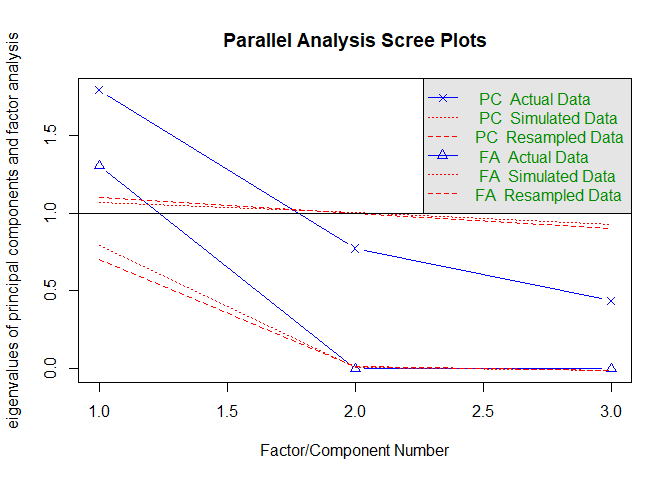 Parallel Analysis Scree Plots
eigenvalues of principal components and factor analysis
PC  Actual Data
PC  Simulated Data
PC  Resampled Data
FA  Actual Data
FA  Simulated Data
FA  Resampled Data
1.5
1.0
0.5
0.0
1.0 1.5 2.0 2.5 3.0
Factor/Component Number